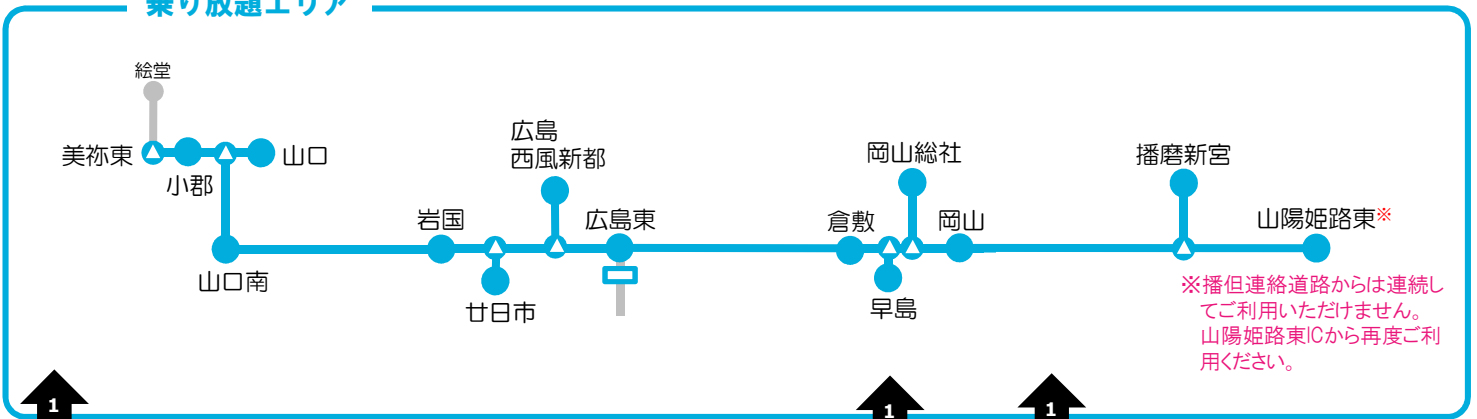 乗り放題エリア
絵堂
美祢東
小郡
山口
山口南
岩国
廿日市
広島
西風新都
広島東
倉敷
早島
岡山総社
岡山
播磨新宮
山陽姫路東※
※播但連絡道路からは連続し
てご利用いただけません。
山陽姫路東ICから再度ご利
用ください。
1
1
1